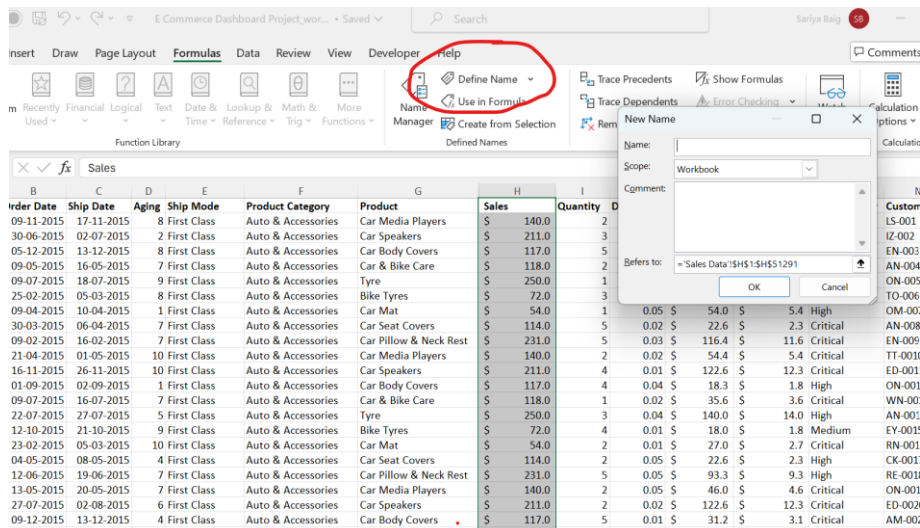 E Commerce Dashboard Project_wor... • Saved
Search
Sariya Baig SB
Insert Draw Page Layout Formulas Data Review View Developer Help Comments
Recently Used Financial Logical Text Date & Time Lookup & Reference Math & Trig More Functions
Function Library
Name Manager
Define Name
Use in Formula
Create from Selection
Defined Names
Trace Precedents Show Formulas
Trace Dependents Error Checking
New Name
Name:
Scope: Workbook
Comment:
Refers to: ='Sales Data'!$H$1:$H$51291
OK Cancel
fx Sales
B C D E F G H I
Order Date Ship Date Aging Ship Mode Product Category Product Sales Quantity
09-11-2015 17-11-2015 8 First Class Auto & Accessories Car Media Players $ 140.0 2 LS-001
30-06-2015 02-07-2015 2 First Class Auto & Accessories Car Speakers $ 211.0 3 IZ-002
05-12-2015 13-12-2015 8 First Class Auto & Accessories Car Body Covers $ 117.0 5 EN-003
09-05-2015 16-05-2015 7 First Class Auto & Accessories Car & Bike Care $ 118.0 2
09-07-2015 18-07-2015 9 First Class Auto & Accessories Tyre $ 250.0 1
25-02-2015 05-03-2015 8 First Class Auto & Accessories Bike Tyres $ 72.0 3
09-04-2015 10-04-2015 1 First Class Auto & Accessories Car Mat $ 54.0 1 0.05 $ 54.0 $ 5.4 High
30-03-2015 06-04-2015 7 First Class Auto & Accessories Car Seat Covers $ 114.0 5 0.02 $ 22.6 $ 2.3 Critical
09-02-2015 16-02-2015 7 First Class Auto & Accessories Car Pillow & Neck Rest $ 231.0 5 0.03 $ 116.4 $ 11.6 Critical
21-04-2015 01-05-2015 10 First Class Auto & Accessories Car Media Players $ 140.0 2 0.02 $ 54.4 $ 5.4 Critical
16-11-2015 26-11-2015 10 First Class Auto & Accessories Car Speakers $ 211.0 4 0.01 $ 122.6 $ 12.3 Critical
01-09-2015 02-09-2015 1 First Class Auto & Accessories Car Body Covers $ 117.0 4 0.04 $ 18.3 $ 1.8 High
09-07-2015 16-07-2015 7 First Class Auto & Accessories Car & Bike Care $ 118.0 1 0.02 $ 35.6 $ 3.6 Critical
22-07-2015 27-07-2015 5 First Class Auto & Accessories Tyre $ 250.0 3 0.04 $ 140.0 $ 14.0 High
12-10-2015 21-10-2015 9 First Class Auto & Accessories Bike Tyres $ 72.0 4 0.01 $ 18.0 $ 1.8 Medium
23-02-2015 05-03-2015 10 First Class Auto & Accessories Car Mat $ 54.0 2 0.01 $ 27.0 $ 2.7 Critical
04-05-2015 08-05-2015 4 First Class Auto & Accessories Car Seat Covers $ 114.0 2 0.05 $ 22.6 $ 2.3 High
12-06-2015 19-06-2015 7 First Class Auto & Accessories Car Pillow & Neck Rest $ 231.0 5 0.05 $ 93.3 $ 9.3 High
13-05-2015 20-05-2015 7 First Class Auto & Accessories Car Media Players $ 140.0 2 0.05 $ 46.0 $ 4.6 Critical
27-07-2015 02-08-2015 6 First Class Auto & Accessories Car Speakers $ 211.0 2 0.02 $ 122.6 $ 12.3 Critical
09-12-2015 13-12-2015 4 First Class Auto & Accessories Car Body Covers $ 117.0 5 0.01 $ 31.2 $ 3.1 Critical